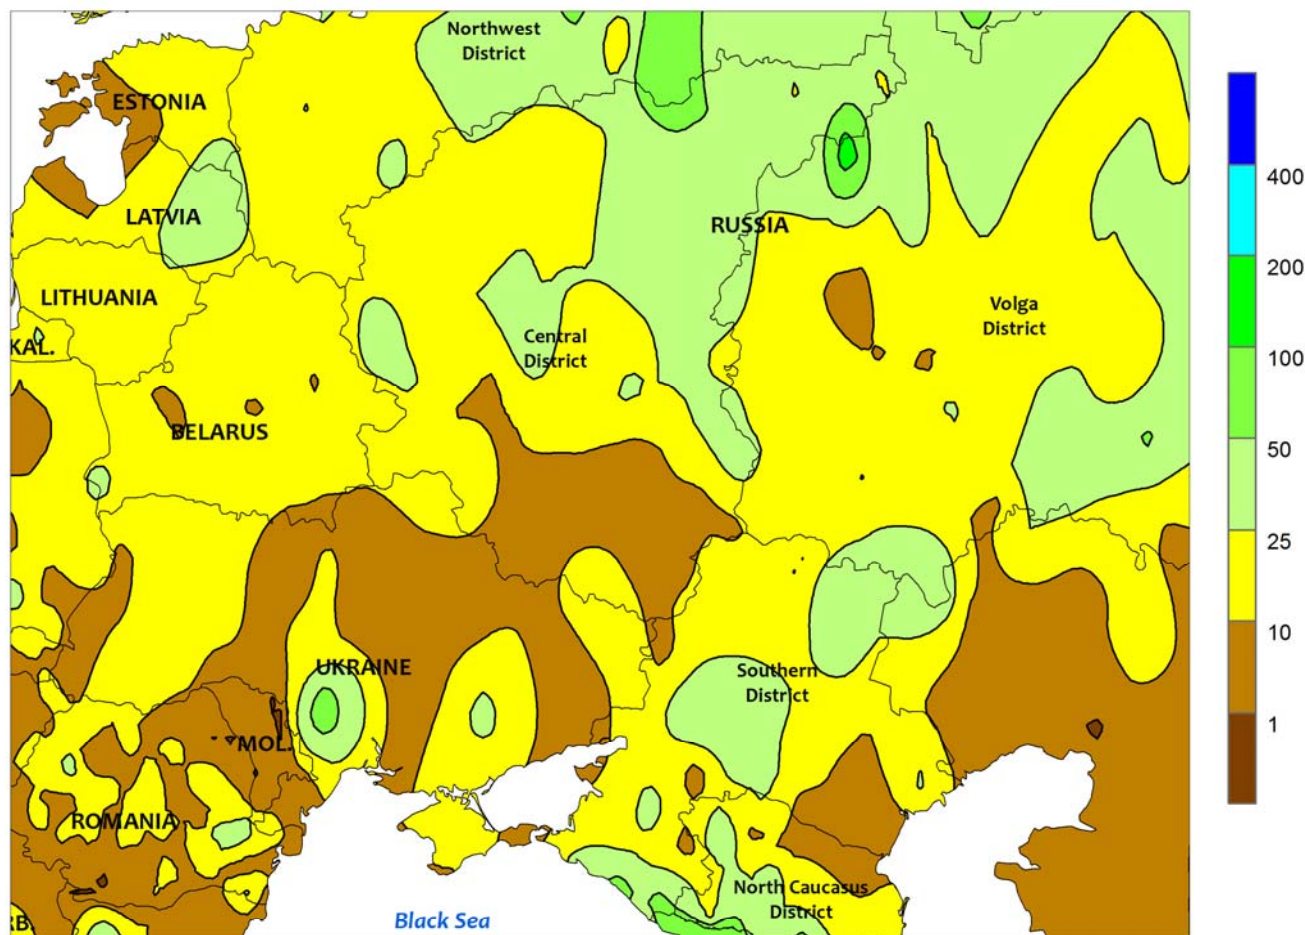 Northwest
District
ESTONIA
LATVIA
RUSSIA
LITHUANIA
Volga
District
KAL.
Central
District
BELARUS
UKRAINE
Southern
District
MOL.
ROMANIA
North Caucasus
District
RB.
Black Sea
400
200
100
50
25
10
1